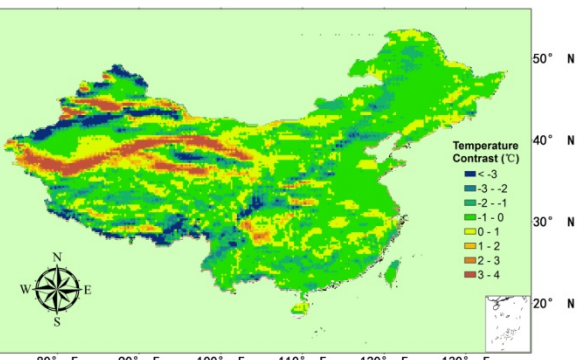 50° N
40° N
Temperature
Contrast (℃)
< -3
-3 - -2
-2 - -1
-1 - 0
0 - 1
1 - 2
2 - 3
3 - 4
30° N
N
W E
S
20° N